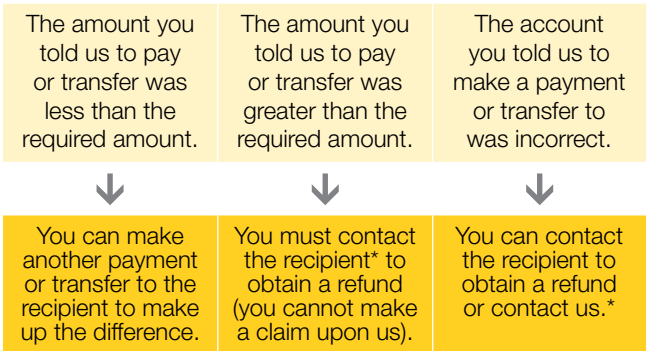 The amount you
told us to pay
or transfer was
less than the
required amount.
The amount you
told us to pay
or transfer was
greater than the
required amount.
The account
you told us to
make a payment
or transfer to
was incorrect.
You can make
another payment
or transfer to the
recipient to make
up the difference.
You must contact
the recipient* to
obtain a refund
(you cannot make
a claim upon us).
You can contact
the recipient to
obtain a refund
or contact us.*